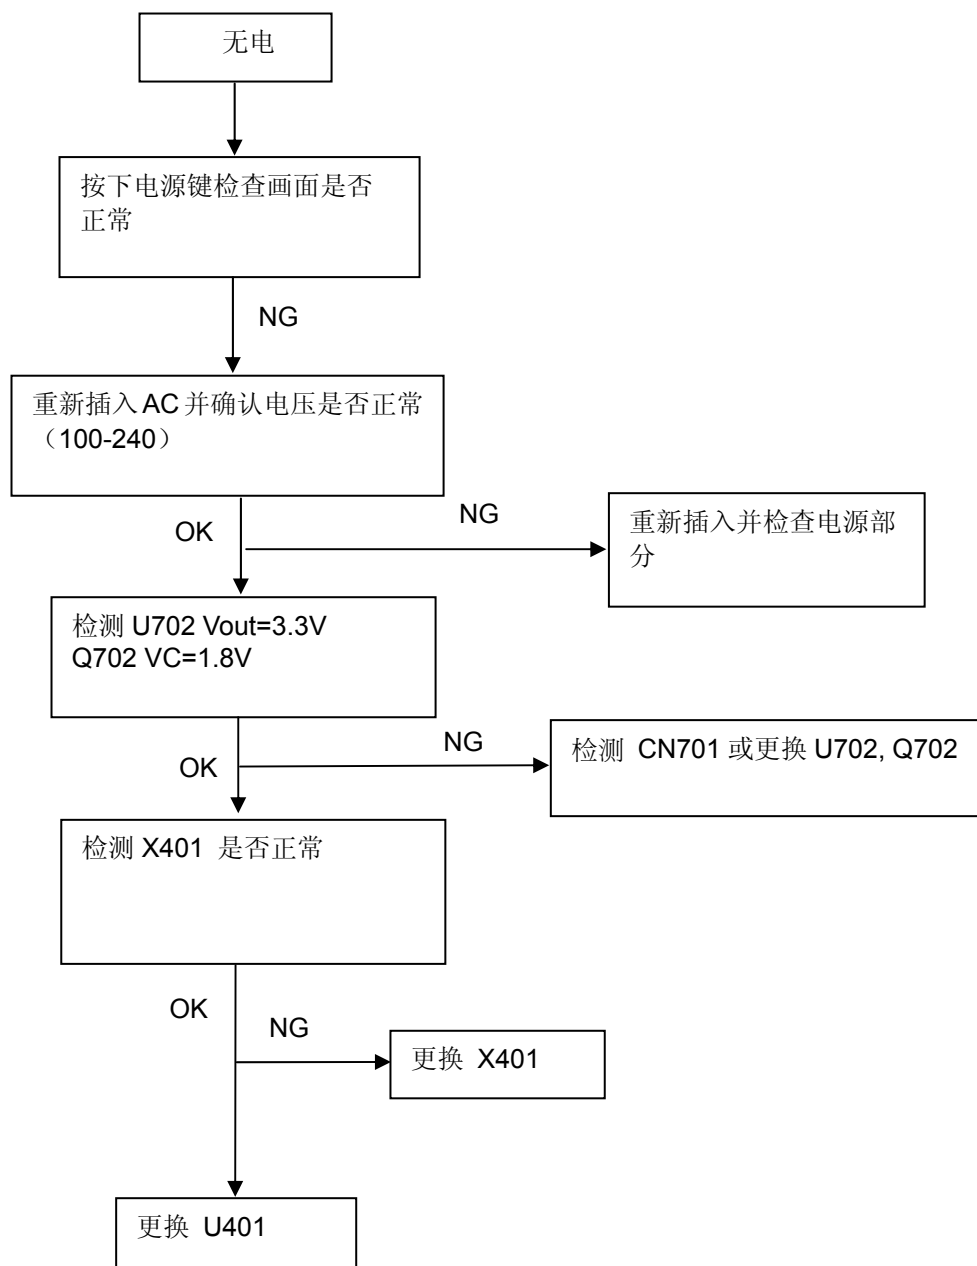 无电
按下电源键检查画面是否
正常
NG
重新插入 AC 并确认电压是否正常
（100-240）
OK
NG
重新插入并检查电源部
分
检测 U702 Vout=3.3V
Q702 VC=1.8V
OK
NG
检测 CN701 或更换 U702, Q702
检测 X401 是否正常
OK
NG
更换 X401
更换 U401